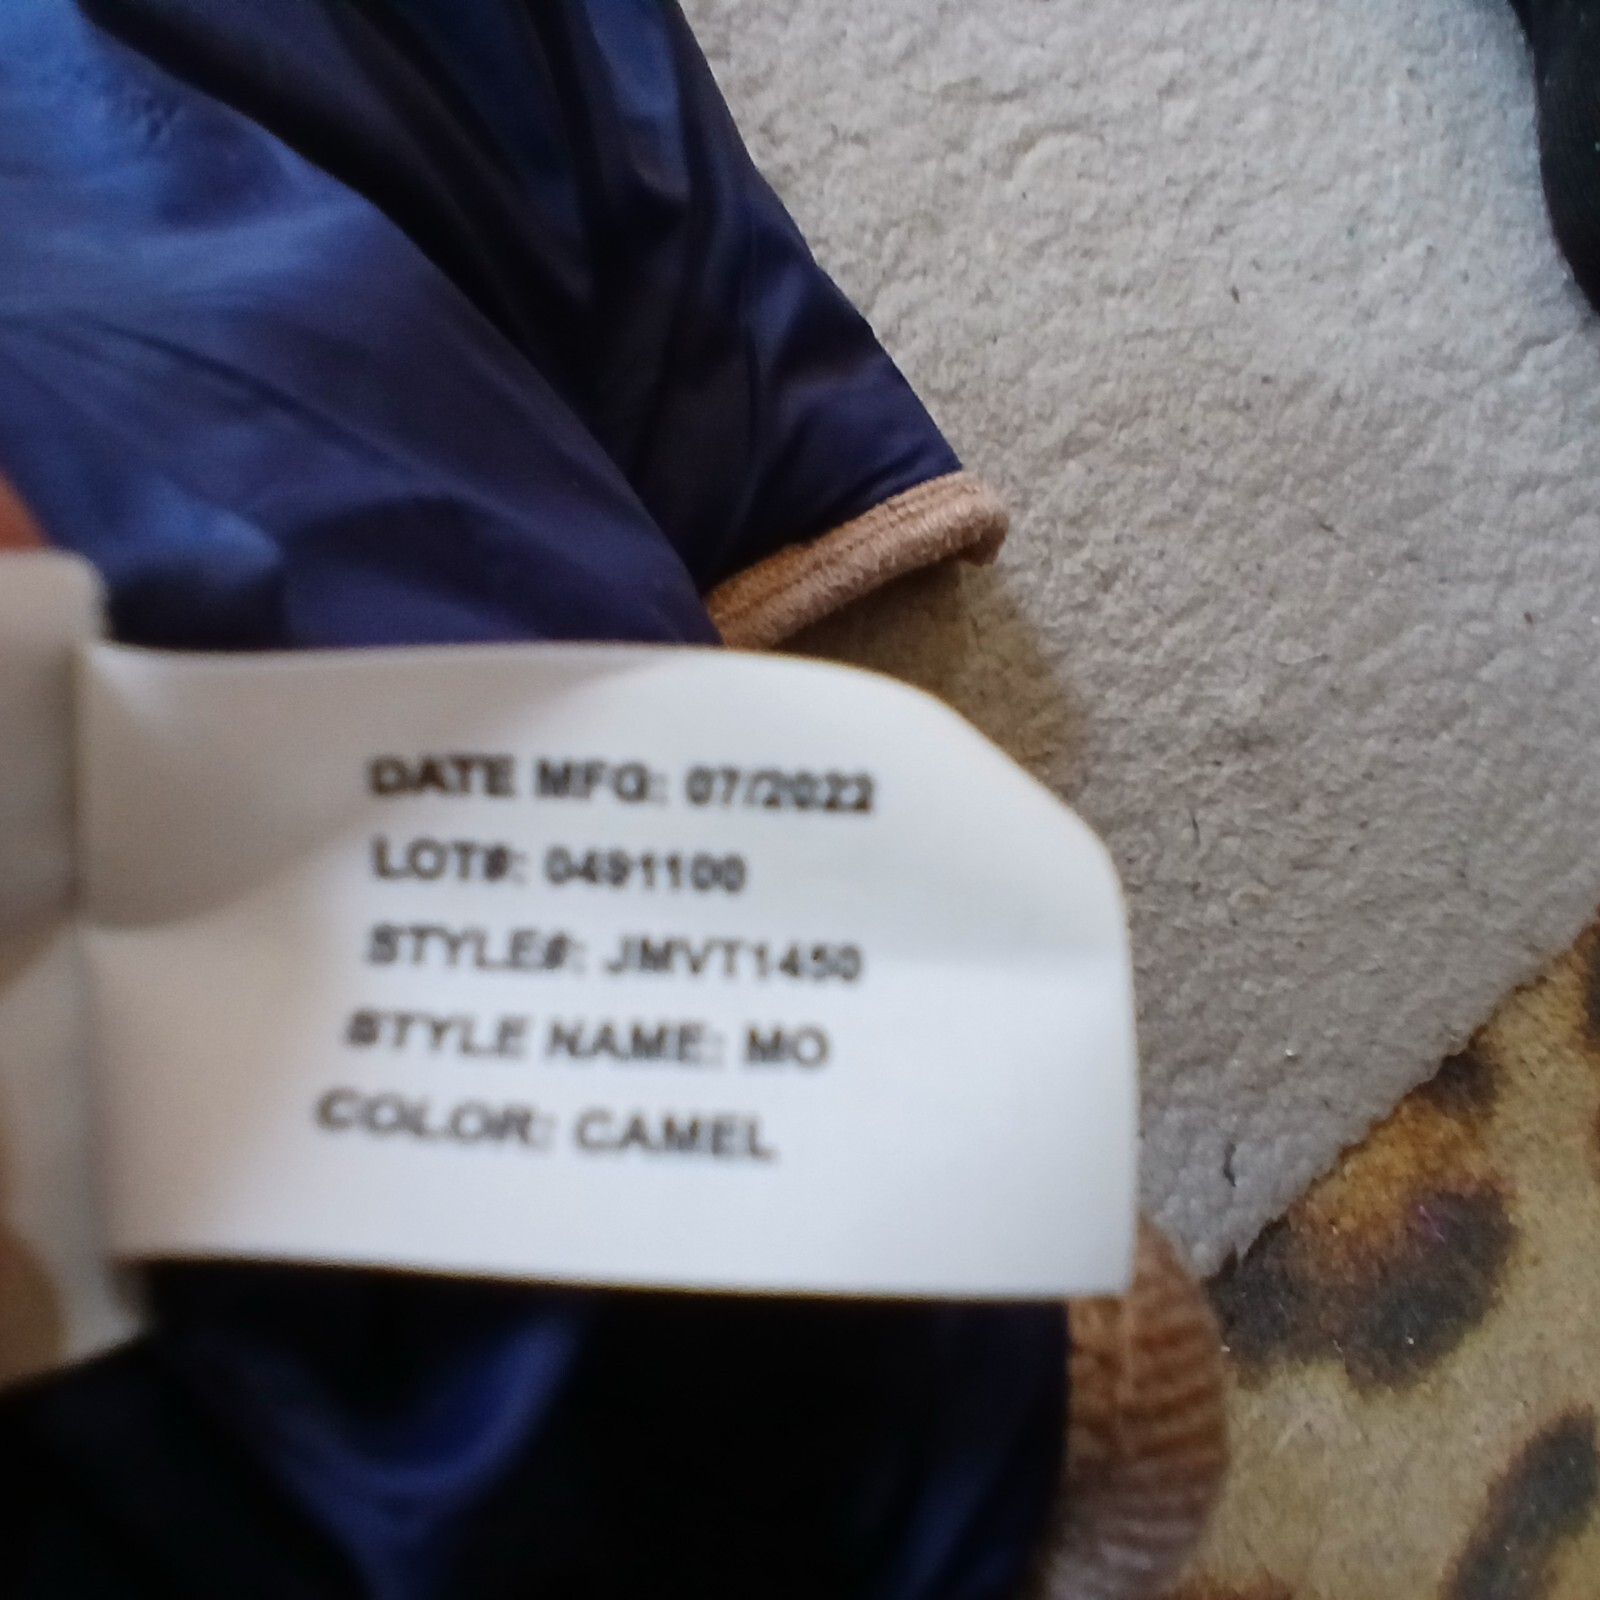 DATE MFG: 07/2022
LOT#: 0491100
STYLE#: JMVT1450
STYLE NAME: MO
COLOR: CAMEL